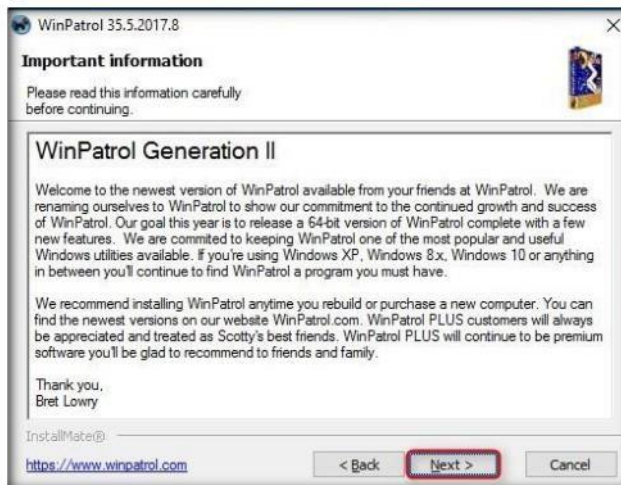 WinPatrol 35.5.2017.8
Important information
Please read this information carefully
before continuing.
WinPatrol Generation II
Welcome to the newest version of WinPatrol available from your friends at WinPatrol. We are
renaming ourselves to WinPatrol to show our commitment to the continued growth and success
of WinPatrol. Our goal this year is to release a 64-bit version of WinPatrol complete with a few
new features. We are commited to keeping WinPatrol one of the most popular and useful
Windows utilities available. If you're using Windows XP, Windows 8.x, Windows 10 or anything
in between you'll continue to find WinPatrol a program you must have.
We recommend installing WinPatrol anytime you rebuild or purchase a new computer. You can
find the newest versions on our website WinPatrol.com. WinPatrol PLUS customers will always
be appreciated and treated as Scotty's best friends. WinPatrol PLUS will continue to be premium
software you'll be glad to recommend to friends and family.
Thank you,
Bret Lowry
InstallMate®
https://www.winpatrol.com < Back Next > Cancel